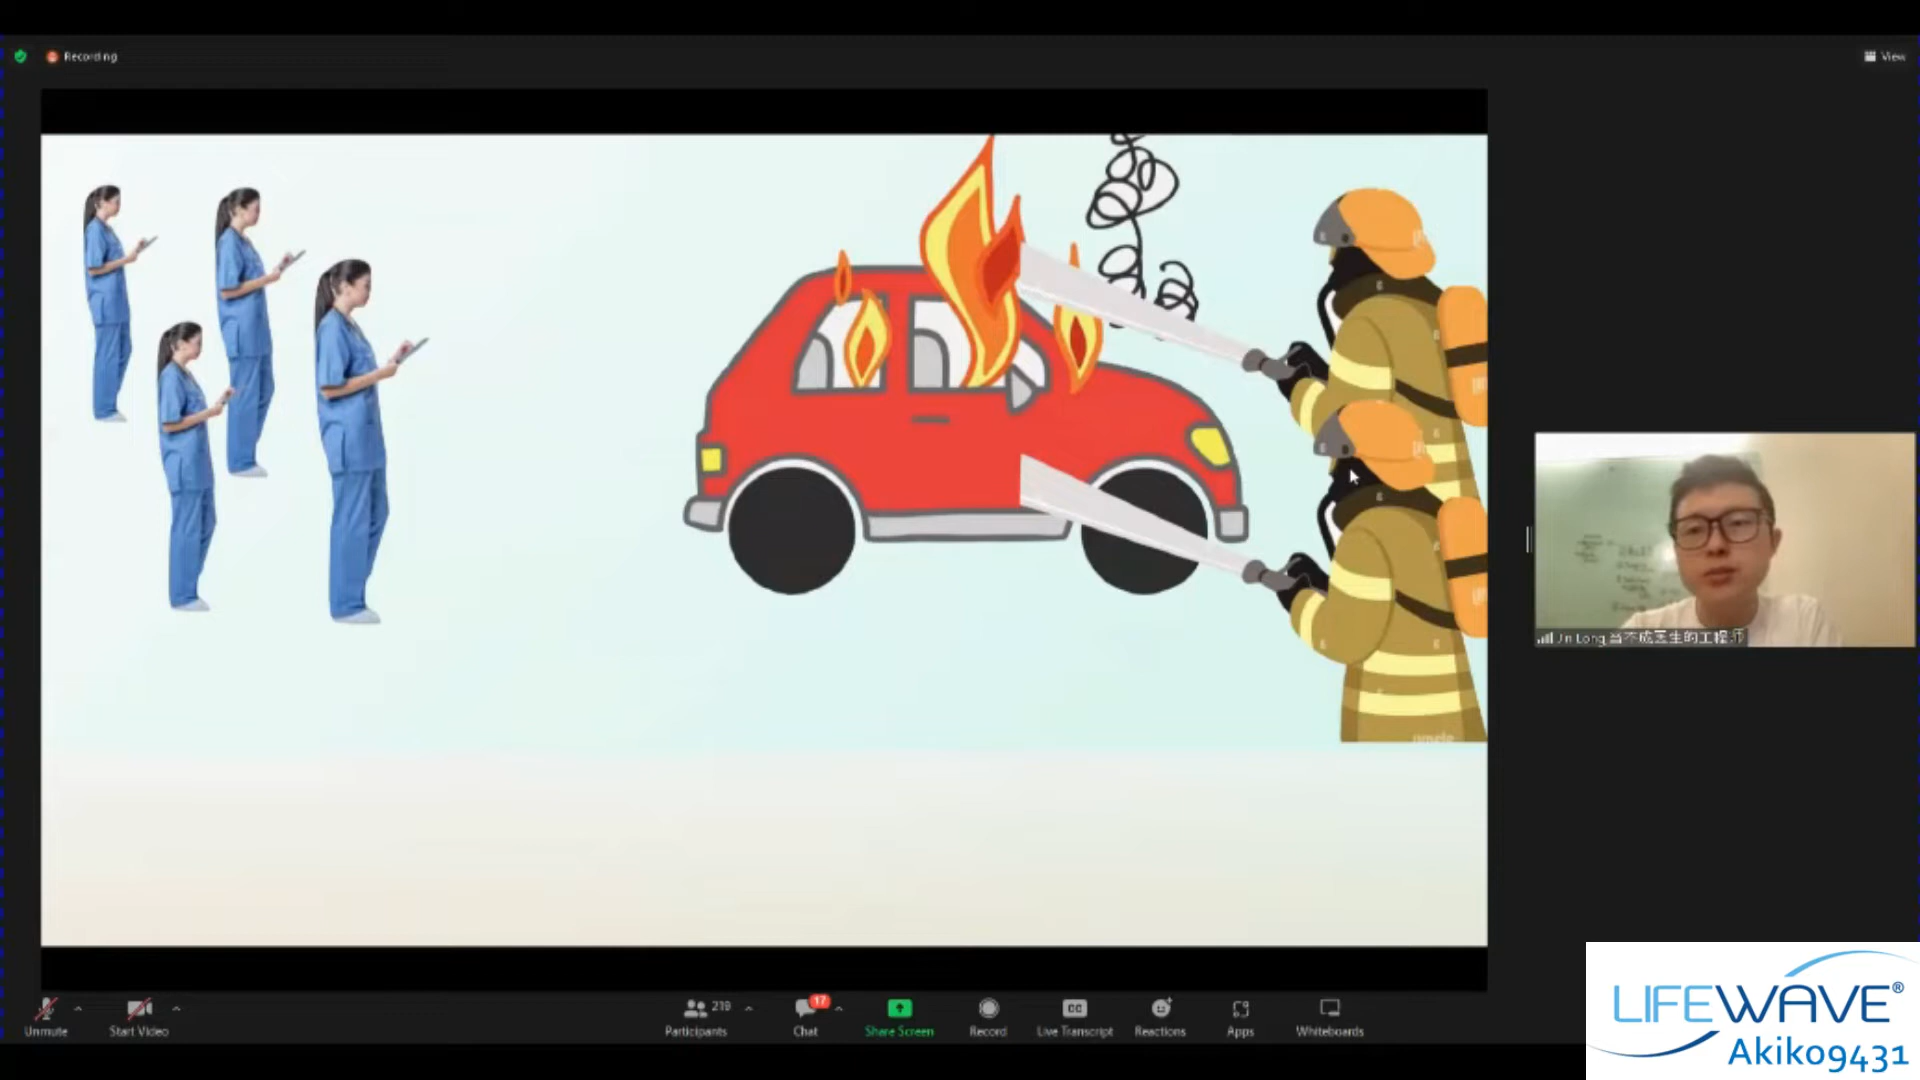 Recording
View
Jin Long 当不成医生的工程师
Unmute
Start Video
219
Participants
17
Chat
Share Screen
Record
CC
Live Transcript
Reactions
Apps
Whiteboards
LIFEWAVE®
Akiko9431